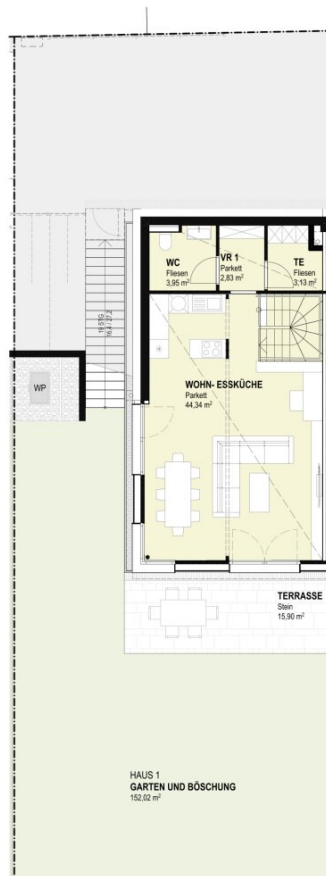 WC
Fliesen
3,95 m²
VR 1
Parkett
2,83 m²
TE
Fliesen
3,13 m²
WP
WOHN- ESSKÜCHE
Parkett
44,34 m²
TERRASSE
Stein
15,90 m²
HAUS 1
GARTEN UND BÖSCHUNG
152,02 m²